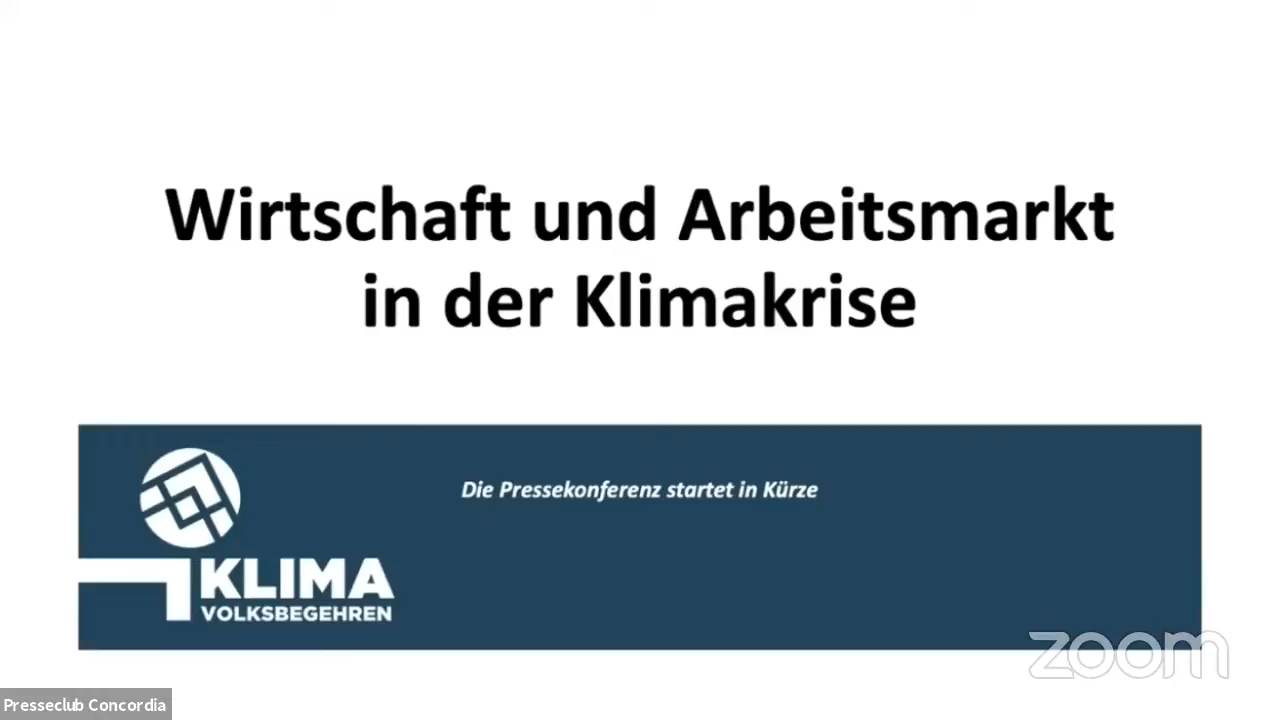 Wirtschaft und Arbeitsmarkt
in der Klimakrise
Die Pressekonferenz startet in Kürze
KLIMA
VOLKSBEGEHREN
zoom
Presseclub Concordia